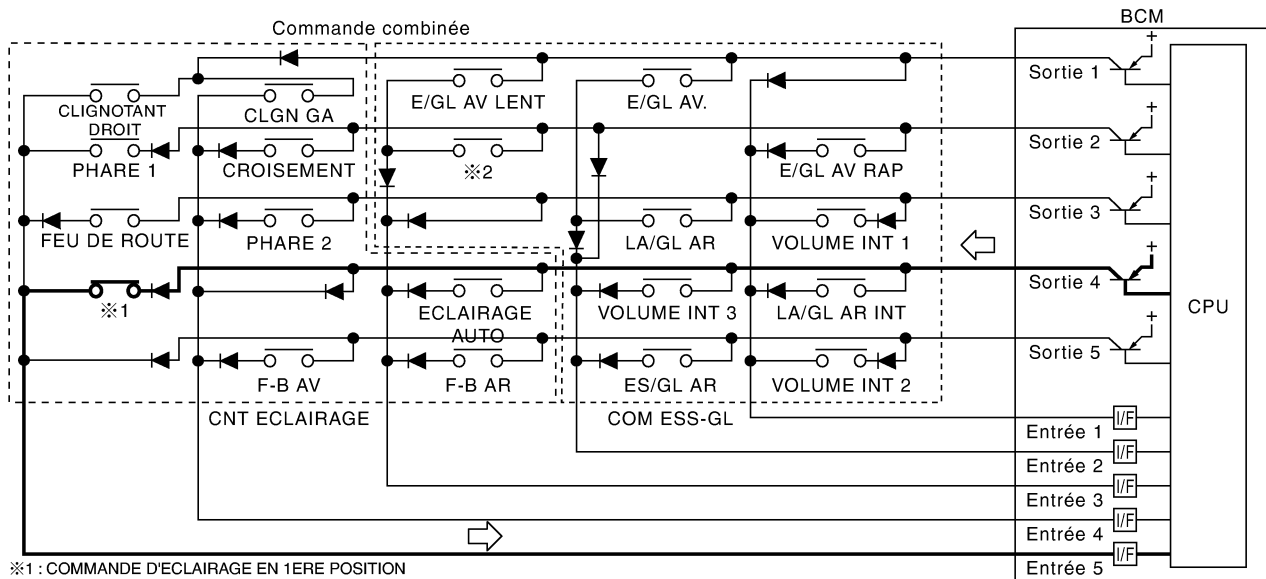 Commande combinée
BCM
+
Sortie 1
CLIGNOTANT
DROIT
CLGN GA
E/GL AV LENT
E/GL AV.
+
Sortie 2
PHARE 1
CROISEMENT
※2
E/GL AV RAP
+
Sortie 3
FEU DE ROUTE
PHARE 2
LA/GL AR
VOLUME INT 1
+
Sortie 4
CPU
※1
ECLAIRAGE
AUTO
VOLUME INT 3
LA/GL AR INT
+
Sortie 5
F-B AV
F-B AR
ES/GL AR
VOLUME INT 2
CNT ECLAIRAGE
COM ESS-GL
I/F
Entrée 1
I/F
Entrée 2
I/F
Entrée 3
I/F
Entrée 4
I/F
Entrée 5
※1 : COMMANDE D'ECLAIRAGE EN 1ERE POSITION